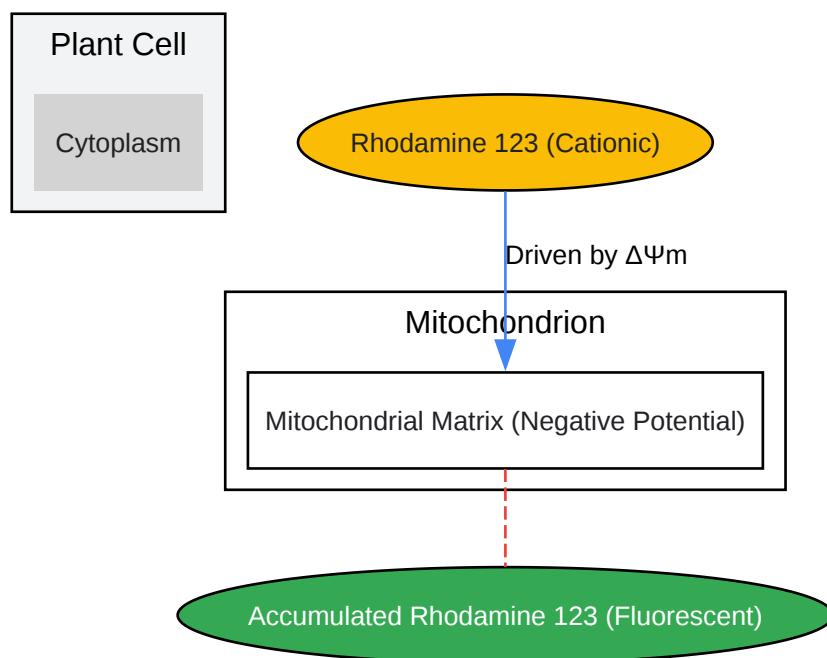 Plant Cell
Cytoplasm
Rhodamine 123 (Cationic)
Driven by ΔΨm
Mitochondrion
Mitochondrial Matrix (Negative Potential)
Accumulated Rhodamine 123 (Fluorescent)